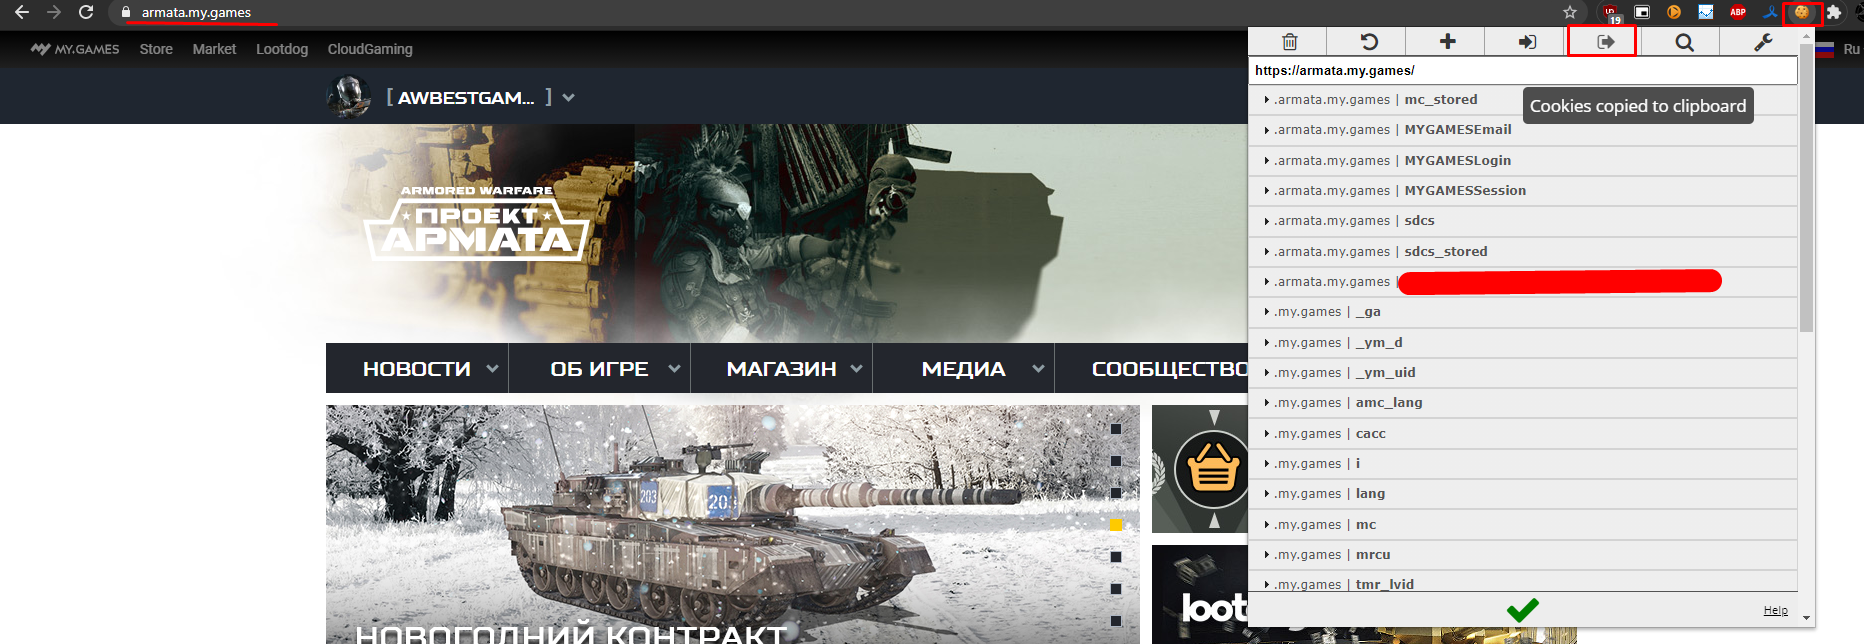 armata.my.games
19
ABP
MY.GAMES Store Market Lootdog CloudGaming
Ru
[ AWBESTGAM... ]
ARMORED WARFARE
ПРОЕКТ
АРМАТА
НОВОСТИ ОБ ИГРЕ МАГАЗИН МЕДИА СООБЩЕСТВО
203 203
НОВОГОДНИЙ КОНТРАКТ
loot
https://armata.my.games/
.armata.my.games | mc_stored
Cookies copied to clipboard
.armata.my.games | MYGAMESEmail
.armata.my.games | MYGAMESLogin
.armata.my.games | MYGAMESSession
.armata.my.games | sdcs
.armata.my.games | sdcs_stored
.armata.my.games |
.my.games | _ga
.my.games | _ym_d
.my.games | _ym_uid
.my.games | amc_lang
.my.games | cacc
.my.games | i
.my.games | lang
.my.games | mc
.my.games | mrcu
.my.games | tmr_lvid
Help